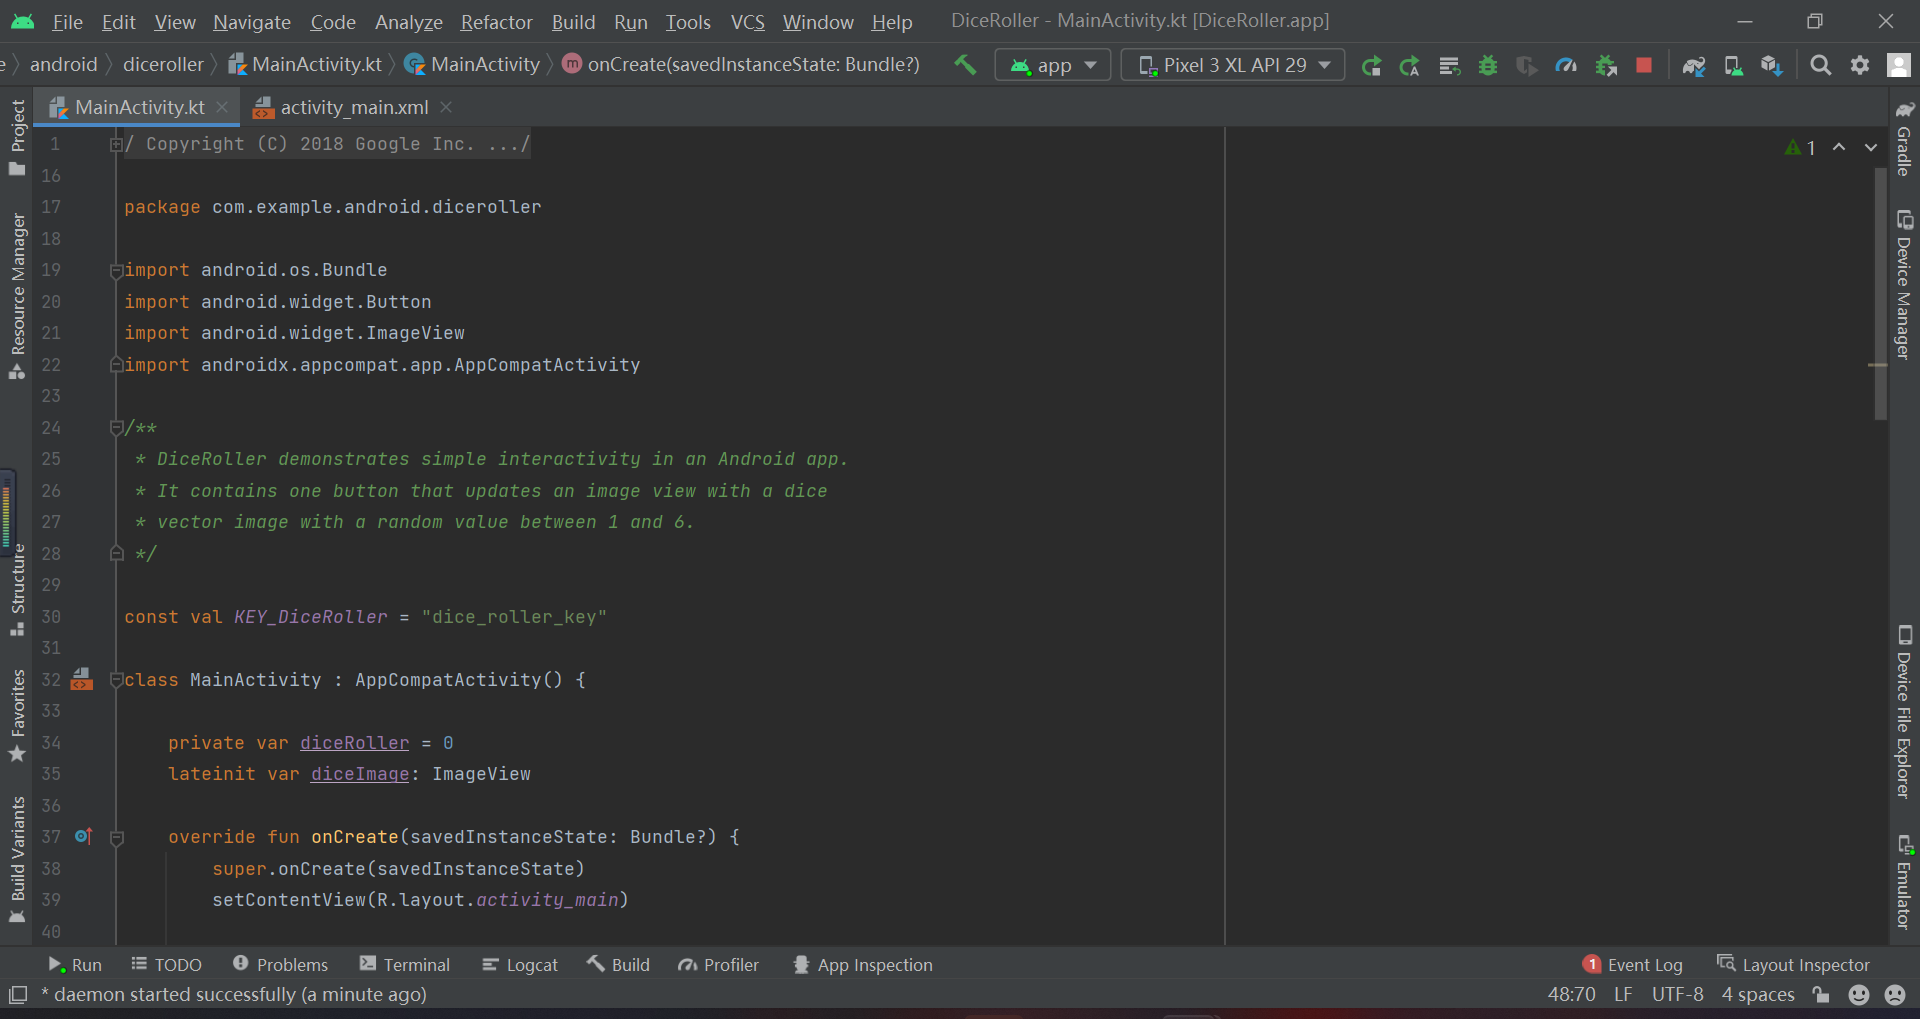 File Edit View Navigate Code Analyze Refactor Build Run Tools VCS Window Help DiceRoller - MainActivity.kt [DiceRoller.app]
e android diceroller MainActivity.kt MainActivity onCreate(savedInstanceState: Bundle?) app Pixel 3 XL API 29
MainActivity.kt activity_main.xml
1 / Copyright (C) 2018 Google Inc. .../ 1
16
17 package com.example.android.diceroller
18
19 import android.os.Bundle
20 import android.widget.Button
21 import android.widget.ImageView
22 import androidx.appcompat.app.AppCompatActivity
23
24 /**
25 * DiceRoller demonstrates simple interactivity in an Android app.
26 * It contains one button that updates an image view with a dice
27 * vector image with a random value between 1 and 6.
28 */
29
30 const val KEY_DiceRoller = "dice_roller_key"
31
32 class MainActivity : AppCompatActivity() {
33
34 private var diceRoller = 0
35 lateinit var diceImage: ImageView
36
37 override fun onCreate(savedInstanceState: Bundle?) {
38 super.onCreate(savedInstanceState)
39 setContentView(R.layout.activity_main)
40
Project
Resource Manager
Structure
Favorites
Build Variants
Gradle
Device Manager
Device File Explorer
Emulator
Run TODO Problems Terminal Logcat Build Profiler App Inspection 1 Event Log Layout Inspector
* daemon started successfully (a minute ago) 48:70 LF UTF-8 4 spaces